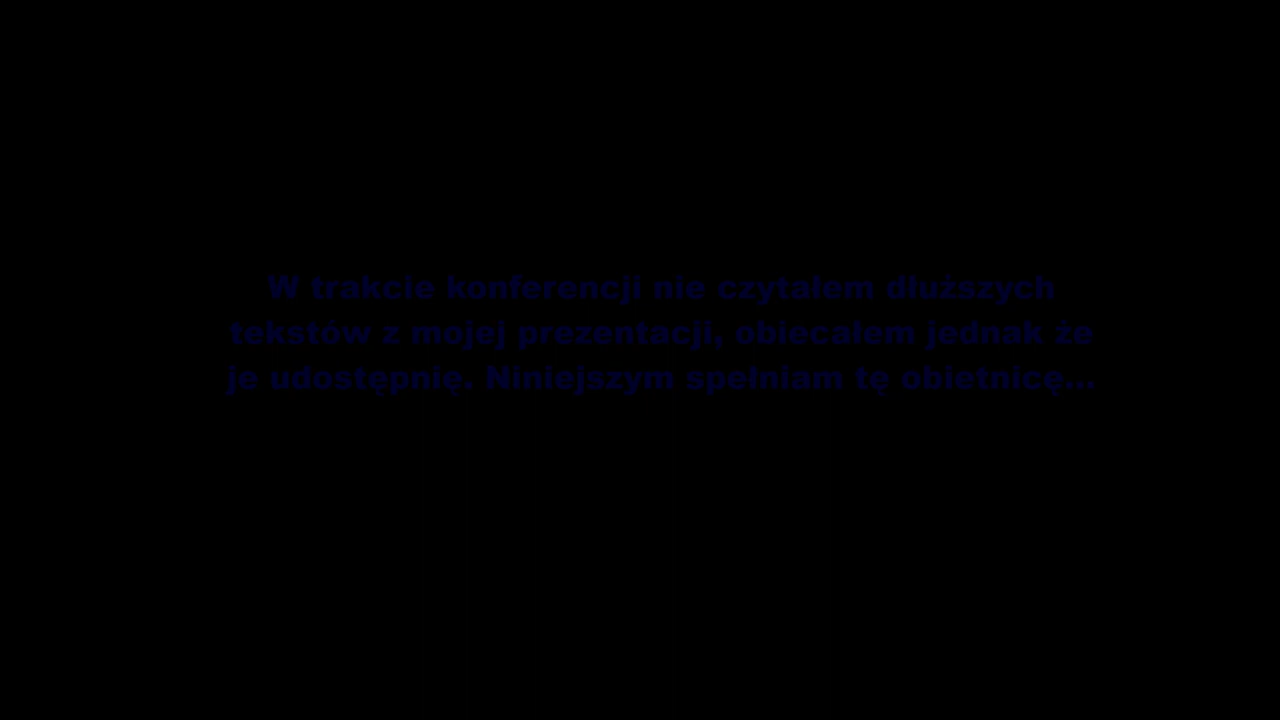 W trakcie konferencji nie czytałem dłuższych
tekstów z mojej prezentacji, obiecałem jednak że
je udostępnię. Niniejszym spełniam tę obietnicę...